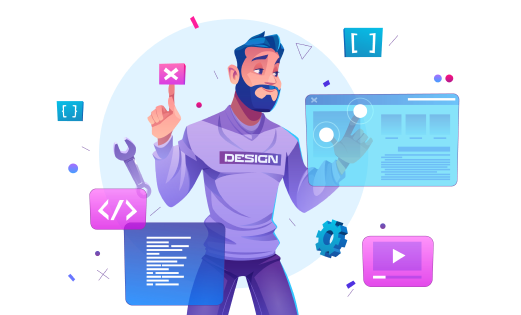 [ ]
{ }
DESIGN
</>